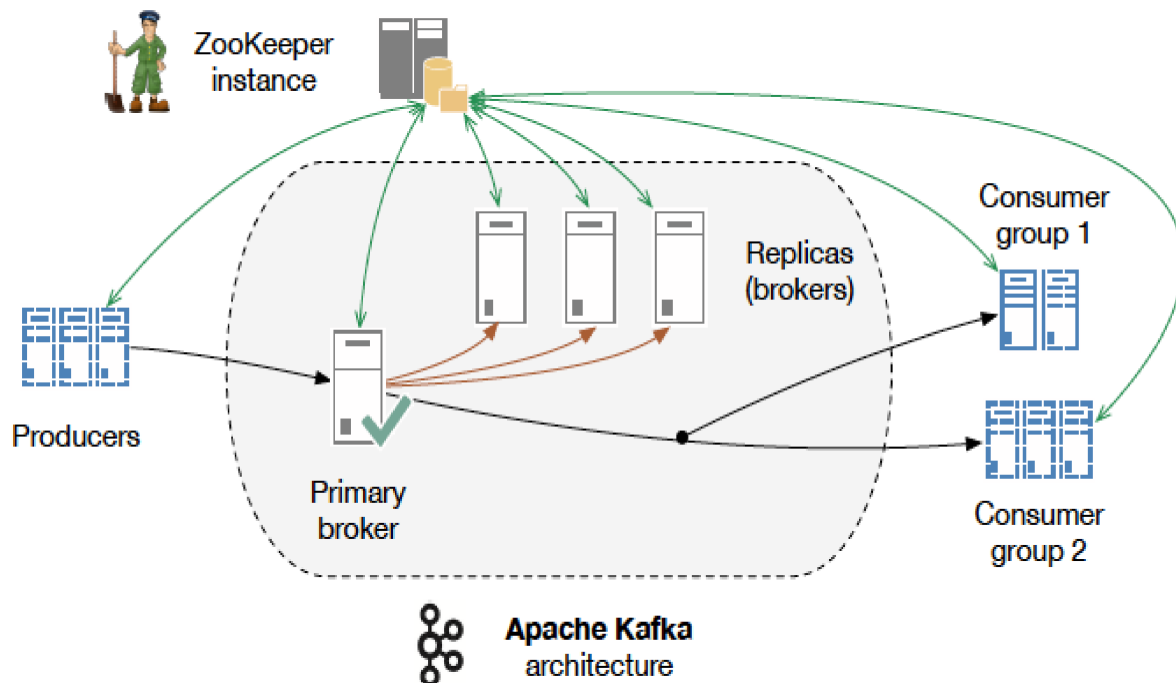 ZooKeeper
instance
Consumer
group 1
Replicas
(brokers)
Producers
Primary
broker
Consumer
group 2
Apache Kafka
architecture